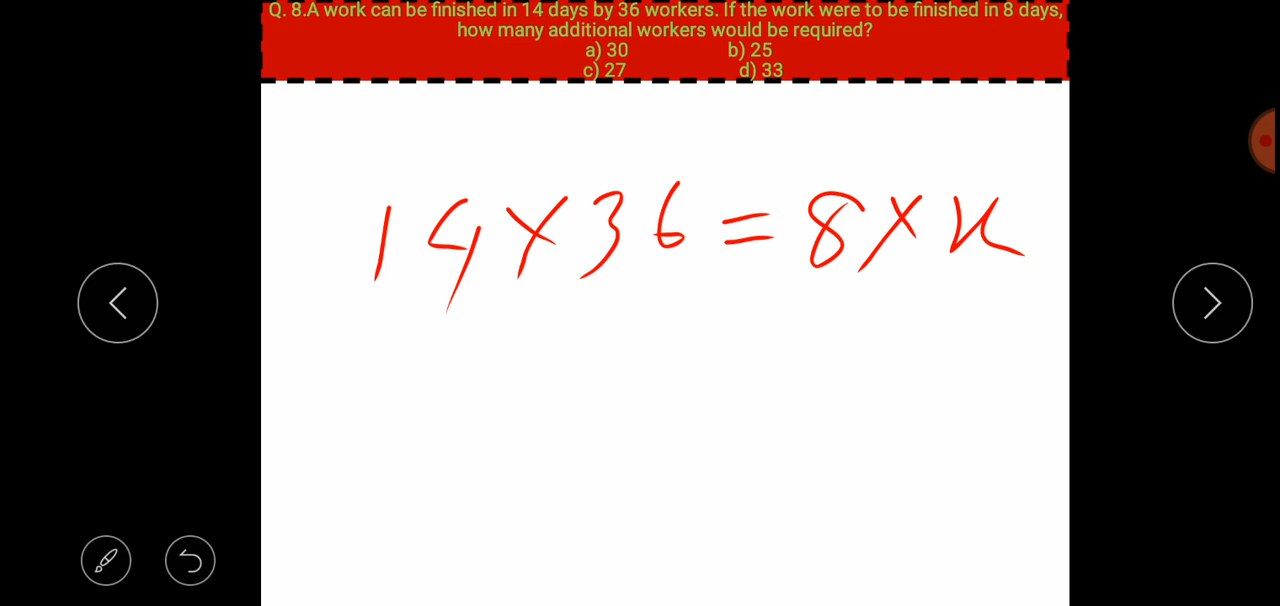 Q. 8.A work can be finished in 14 days by 36 workers. If the work were to be finished in 8 days,
how many additional workers would be required?
a) 30 b) 25
c) 27 d) 33
14 × 36 = 8 × x